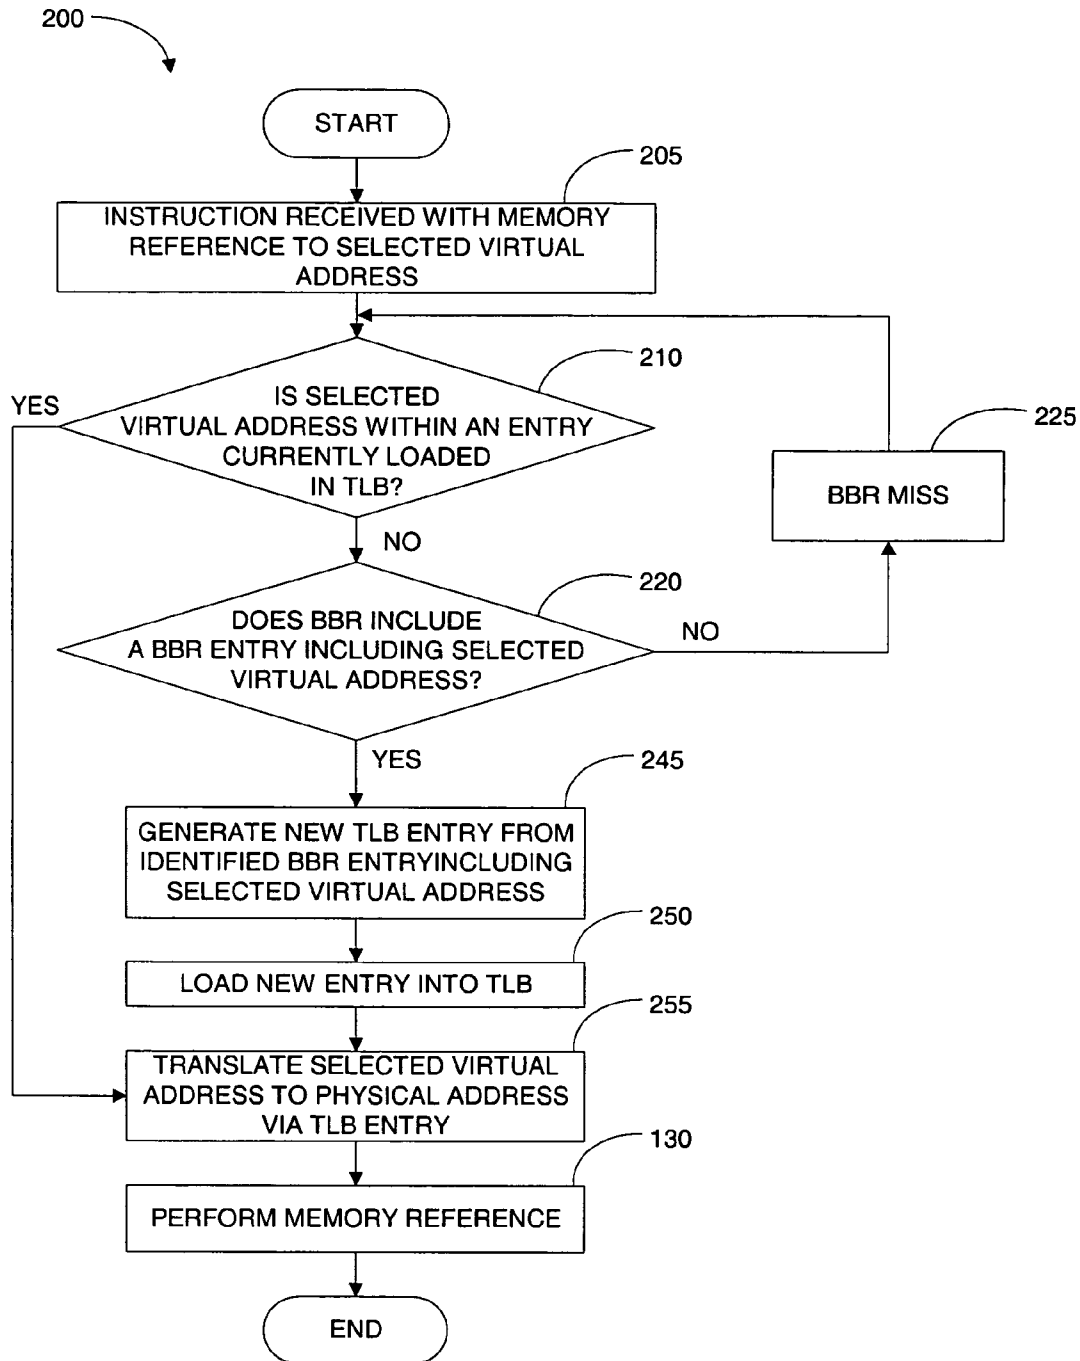 200
START
205
INSTRUCTION RECEIVED WITH MEMORY
REFERENCE TO SELECTED VIRTUAL
ADDRESS
210
YES
IS SELECTED
VIRTUAL ADDRESS WITHIN AN ENTRY
CURRENTLY LOADED
IN TLB?
225
BBR MISS
NO
220
DOES BBR INCLUDE
A BBR ENTRY INCLUDING SELECTED
VIRTUAL ADDRESS?
NO
YES
245
GENERATE NEW TLB ENTRY FROM
IDENTIFIED BBR ENTRYINCLUDING
SELECTED VIRTUAL ADDRESS
250
LOAD NEW ENTRY INTO TLB
255
TRANSLATE SELECTED VIRTUAL
ADDRESS TO PHYSICAL ADDRESS
VIA TLB ENTRY
130
PERFORM MEMORY REFERENCE
END